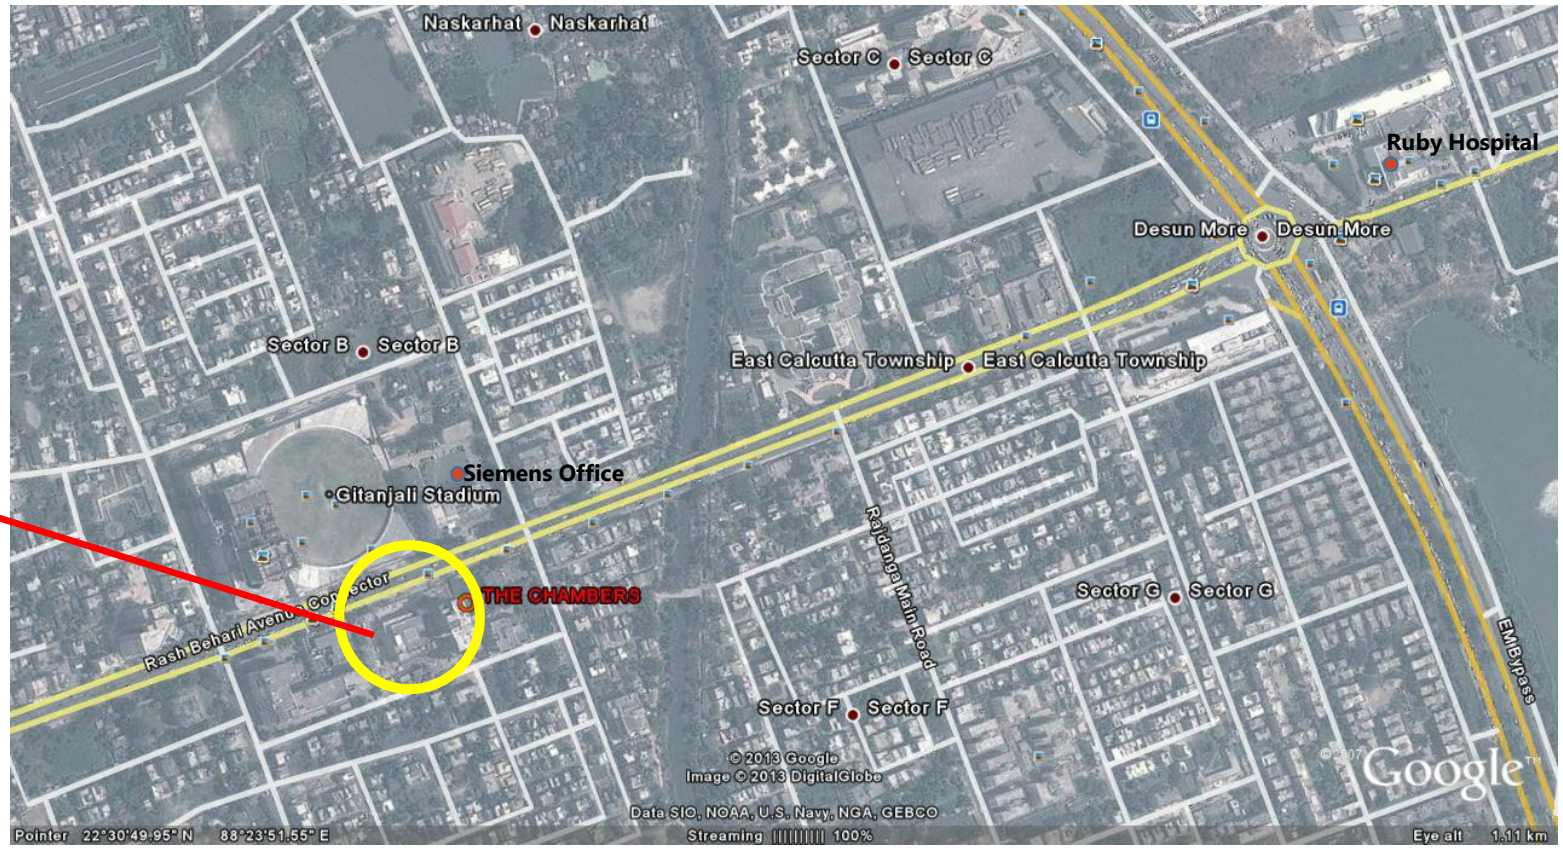 Naskarhat Naskarhat
Sector C Sector C
Ruby Hospital
Desun More Desun More
Sector B Sector B
East Calcutta Township East Calcutta Township
Siemens Office
Gitanjali Stadium
Rash Behari Avenue Connector
THE CHAMBERS
Rajdanga Main Road
Sector G Sector G
EM Bypass
Sector F Sector F
© 2013 Google
Image © 2013 DigitalGlobe
© 2007 Google™
Data SIO, NOAA, U.S. Navy, NGA, GEBCO
Pointer 22°30'49.95" N 88°23'51.55" E
Streaming |||||||||| 100%
Eye alt 1.11 km